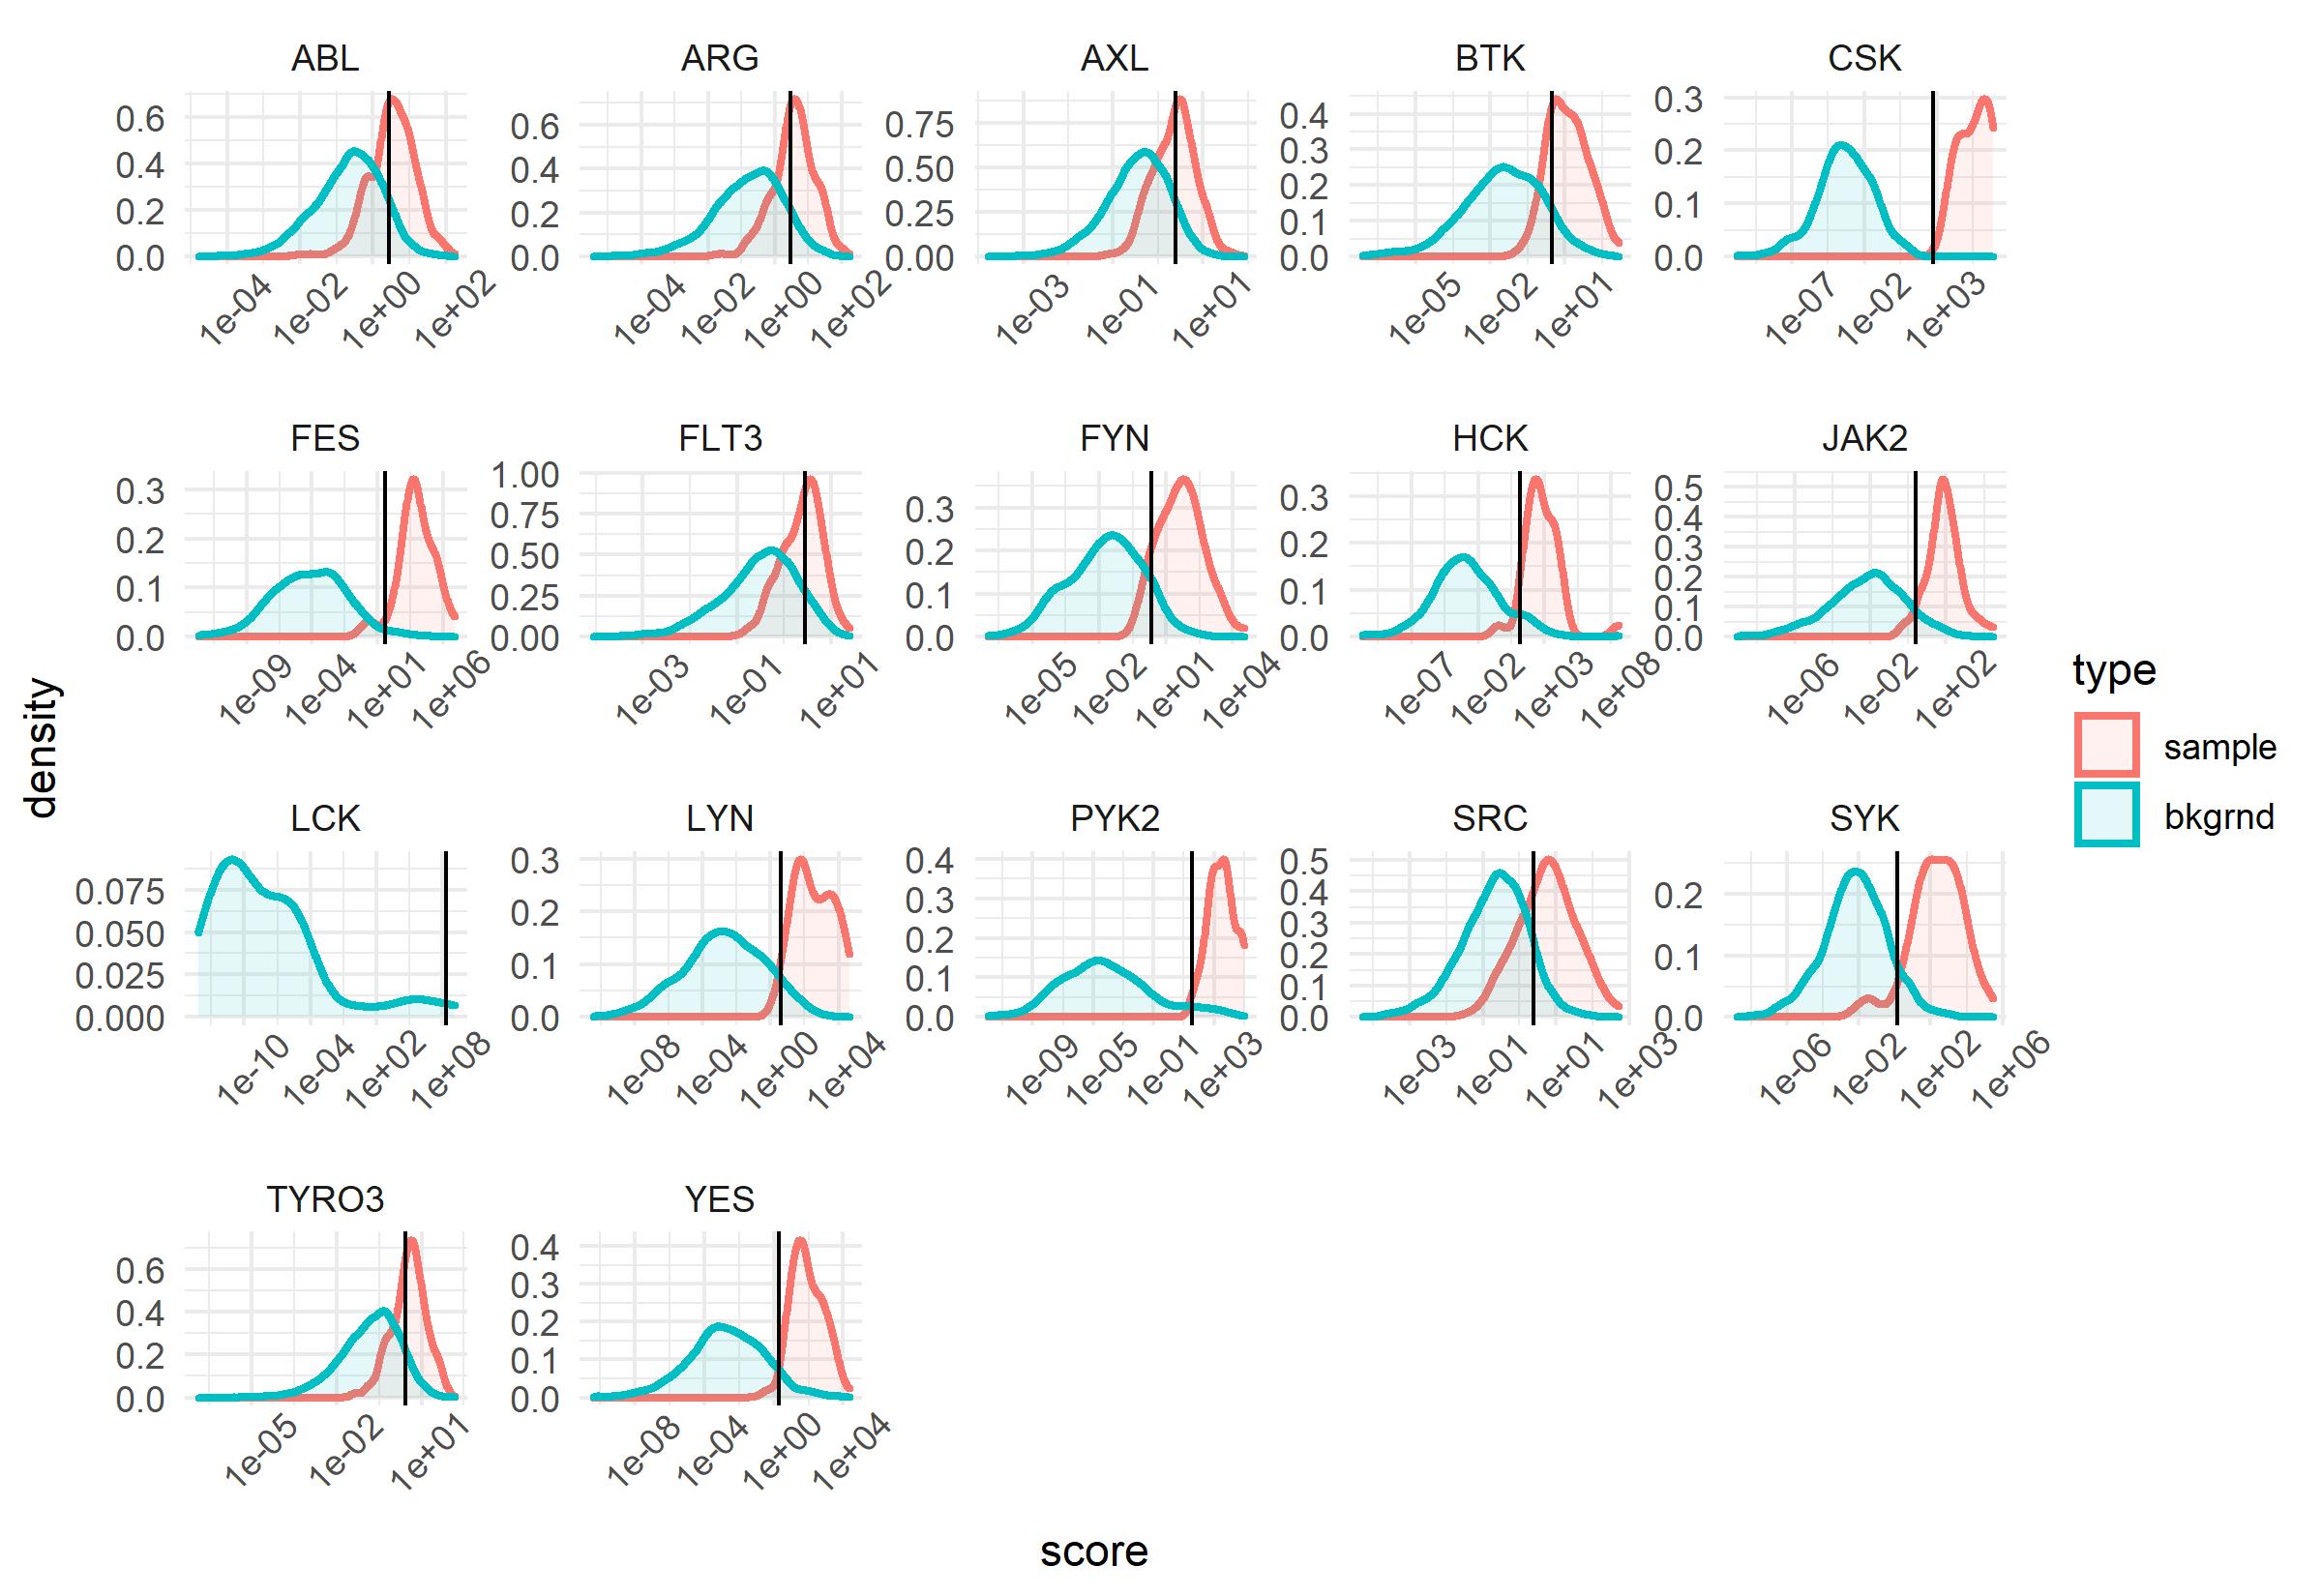 ABL
ARG
AXL
BTK
CSK
0.6
0.4
0.2
0.0
1e-04
1e-02
1e+00
1e+02
0.6
0.4
0.2
0.0
1e-04
1e-02
1e+00
1e+02
0.75
0.50
0.25
0.00
1e-03
1e-01
1e+01
0.4
0.3
0.2
0.1
0.0
1e-05
1e-02
1e+01
0.3
0.2
0.1
0.0
1e-07
1e-02
1e+03
FES
FLT3
FYN
HCK
JAK2
0.3
0.2
0.1
0.0
1e-09
1e-04
1e+01
1e+06
1.00
0.75
0.50
0.25
0.00
1e-03
1e-01
1e+01
0.3
0.2
0.1
0.0
1e-05
1e-02
1e+01
1e+04
0.3
0.2
0.1
0.0
1e-07
1e-02
1e+03
1e+08
0.5
0.4
0.3
0.2
0.1
0.0
1e-06
1e-02
1e+02
LCK
LYN
PYK2
SRC
SYK
0.075
0.050
0.025
0.000
1e-10
1e-04
1e+02
1e+08
0.3
0.2
0.1
0.0
1e-08
1e-04
1e+00
1e+04
0.4
0.3
0.2
0.1
0.0
1e-09
1e-05
1e-01
1e+03
0.5
0.4
0.3
0.2
0.1
0.0
1e-03
1e-01
1e+01
1e+03
0.2
0.1
0.0
1e-06
1e-02
1e+02
1e+06
TYRO3
YES
0.6
0.4
0.2
0.0
1e-05
1e-02
1e+01
0.4
0.3
0.2
0.1
0.0
1e-08
1e-04
1e+00
1e+04
density
score
type
sample
bkgrnd